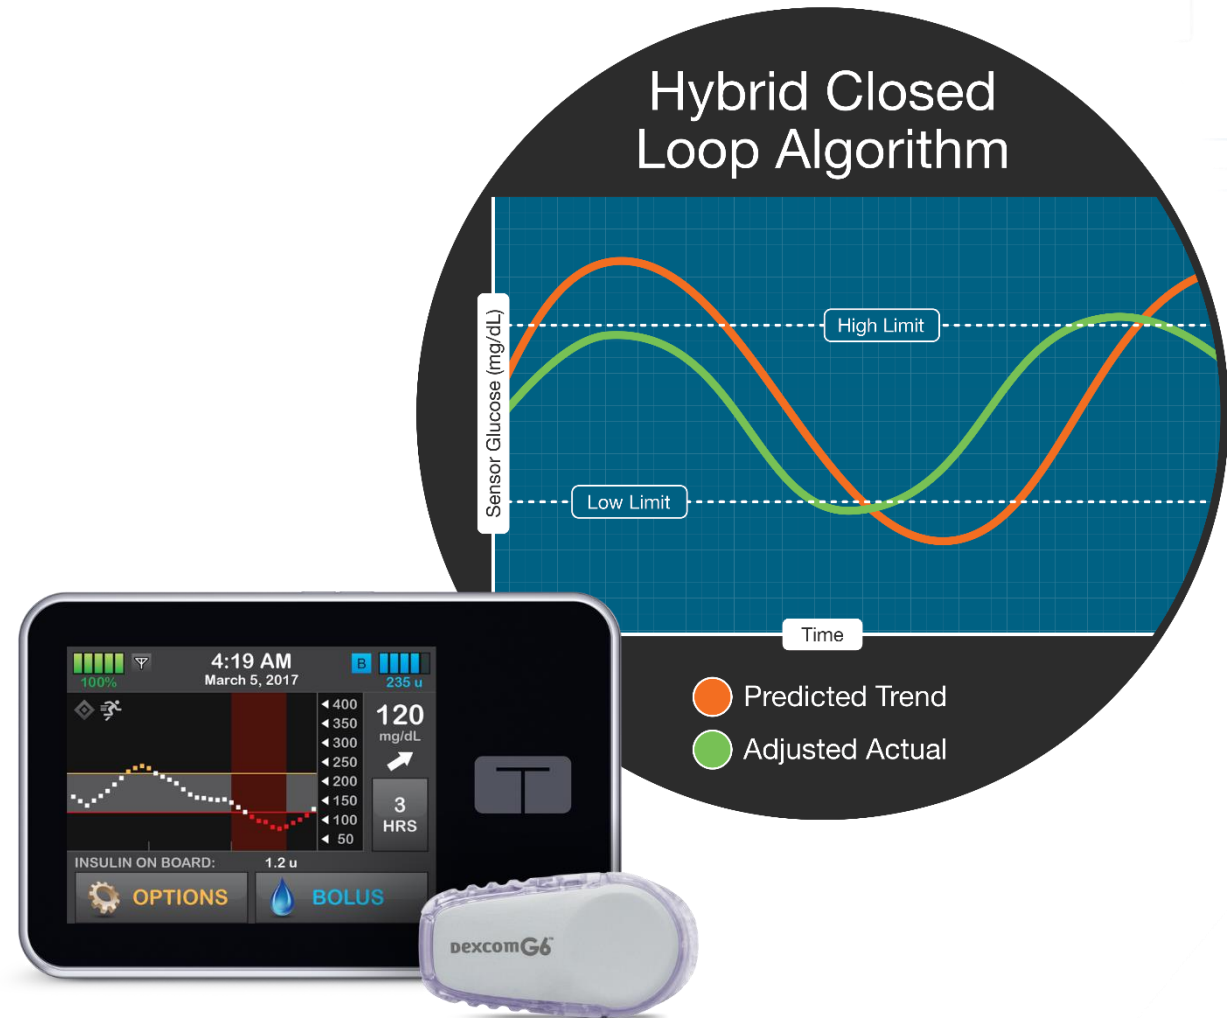 Hybrid Closed
Loop Algorithm
Sensor Glucose (mg/dL)
High Limit
Low Limit
Time
Predicted Trend
Adjusted Actual
100%
4:19 AM
March 5, 2017
B
235 u
400
350
300
250
200
150
100
50
120
mg/dL
3
HRS
INSULIN ON BOARD: 1.2 u
OPTIONS
BOLUS
DexcomG6™